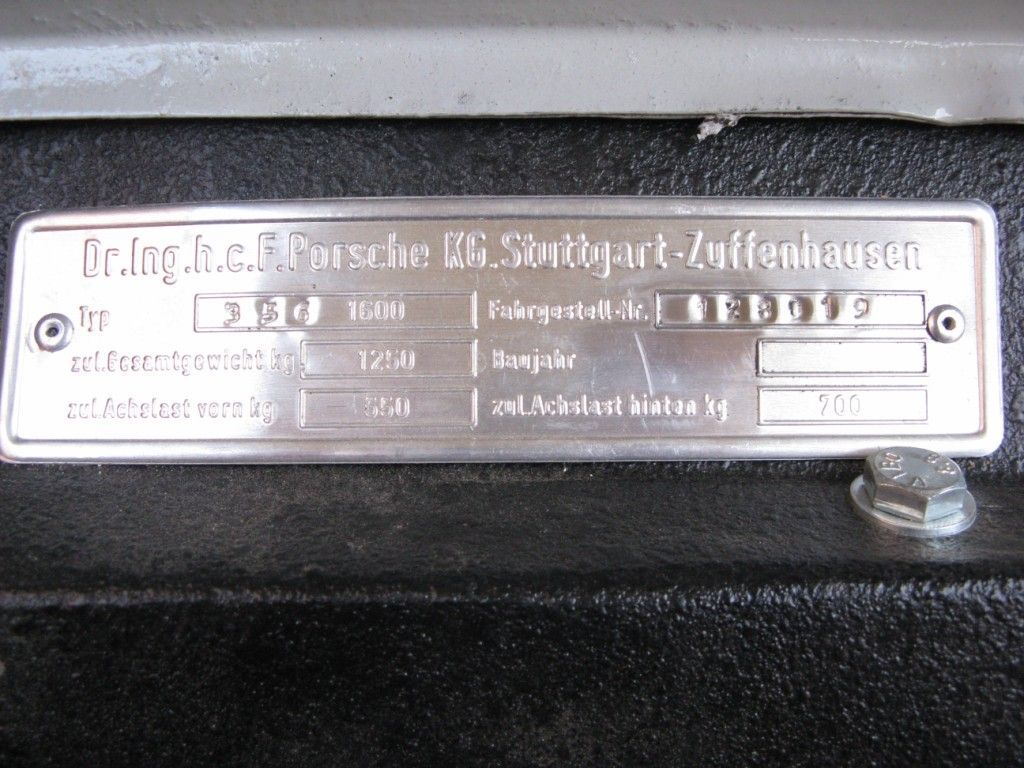 Dr.Ing.h.c.F.Porsche KG.Stuttgart-Zuffenhausen
Typ 356 1600 Fahrgestell-Nr. 123019
zul.Gesamtgewicht kg 1250 Baujahr
zul.Achslast vorn kg 550 zul.Achslast hinten kg 700